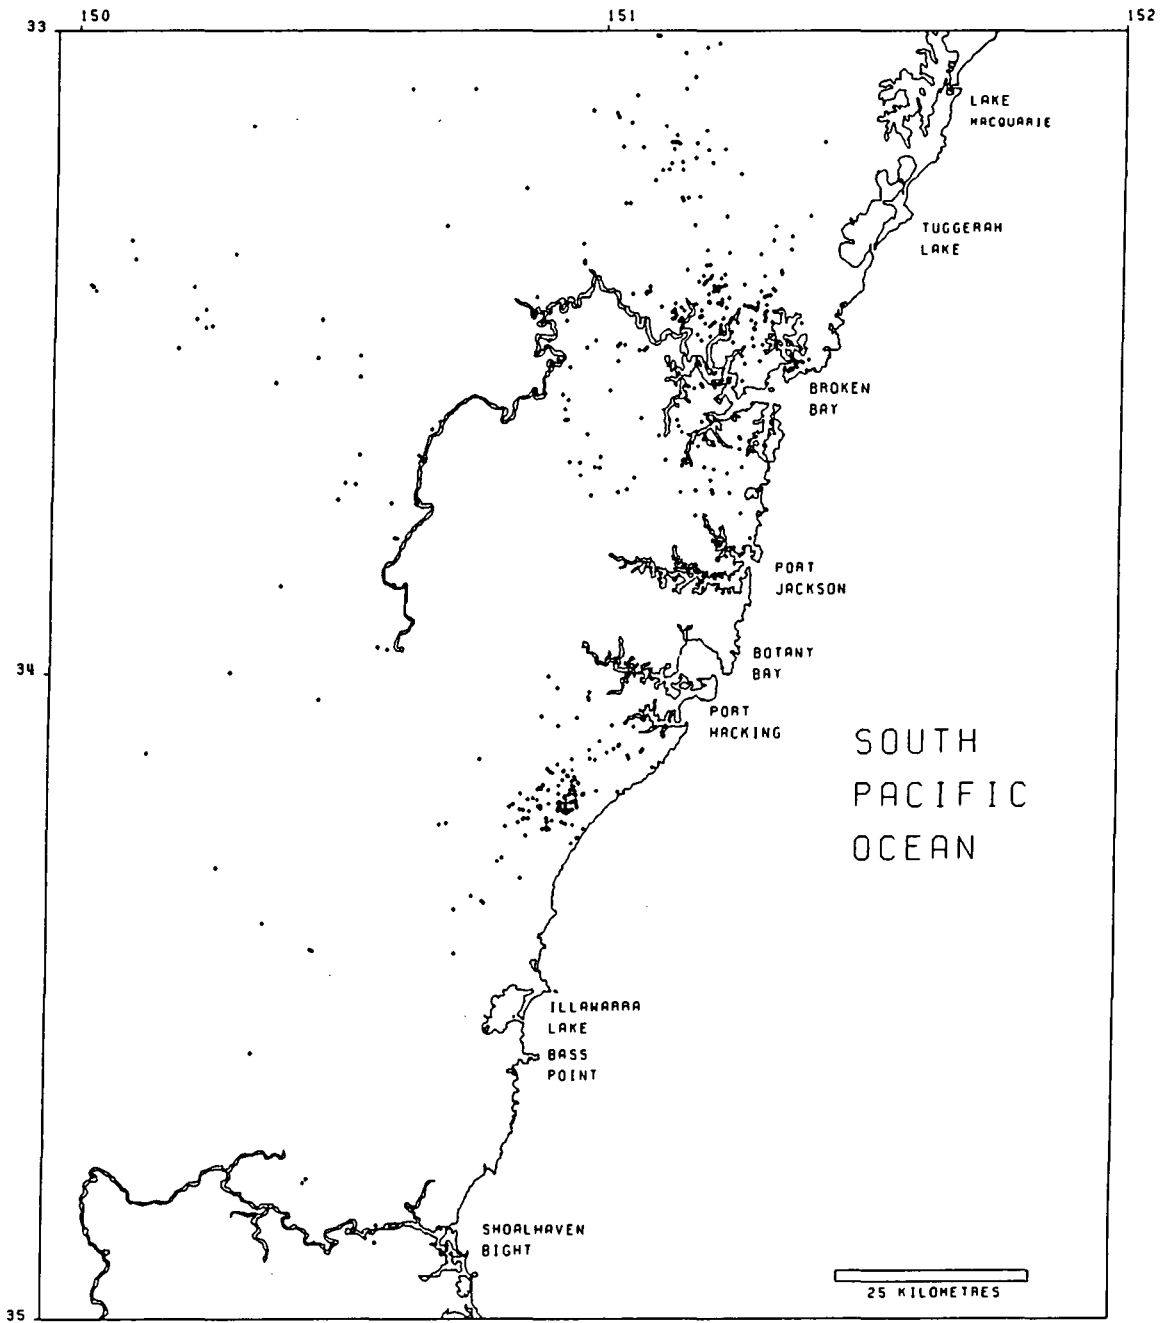 150
151
152
33
LAKE
MACQUARIE
TUGGERAH
LAKE
BROKEN
BAY
PORT
JACKSON
BOTANY
BAY
34
PORT
HACKING
SOUTH
PACIFIC
OCEAN
ILLAWARRA
LAKE
BASS
POINT
SHOALHAVEN
BIGHT
25 KILOMETRES
35